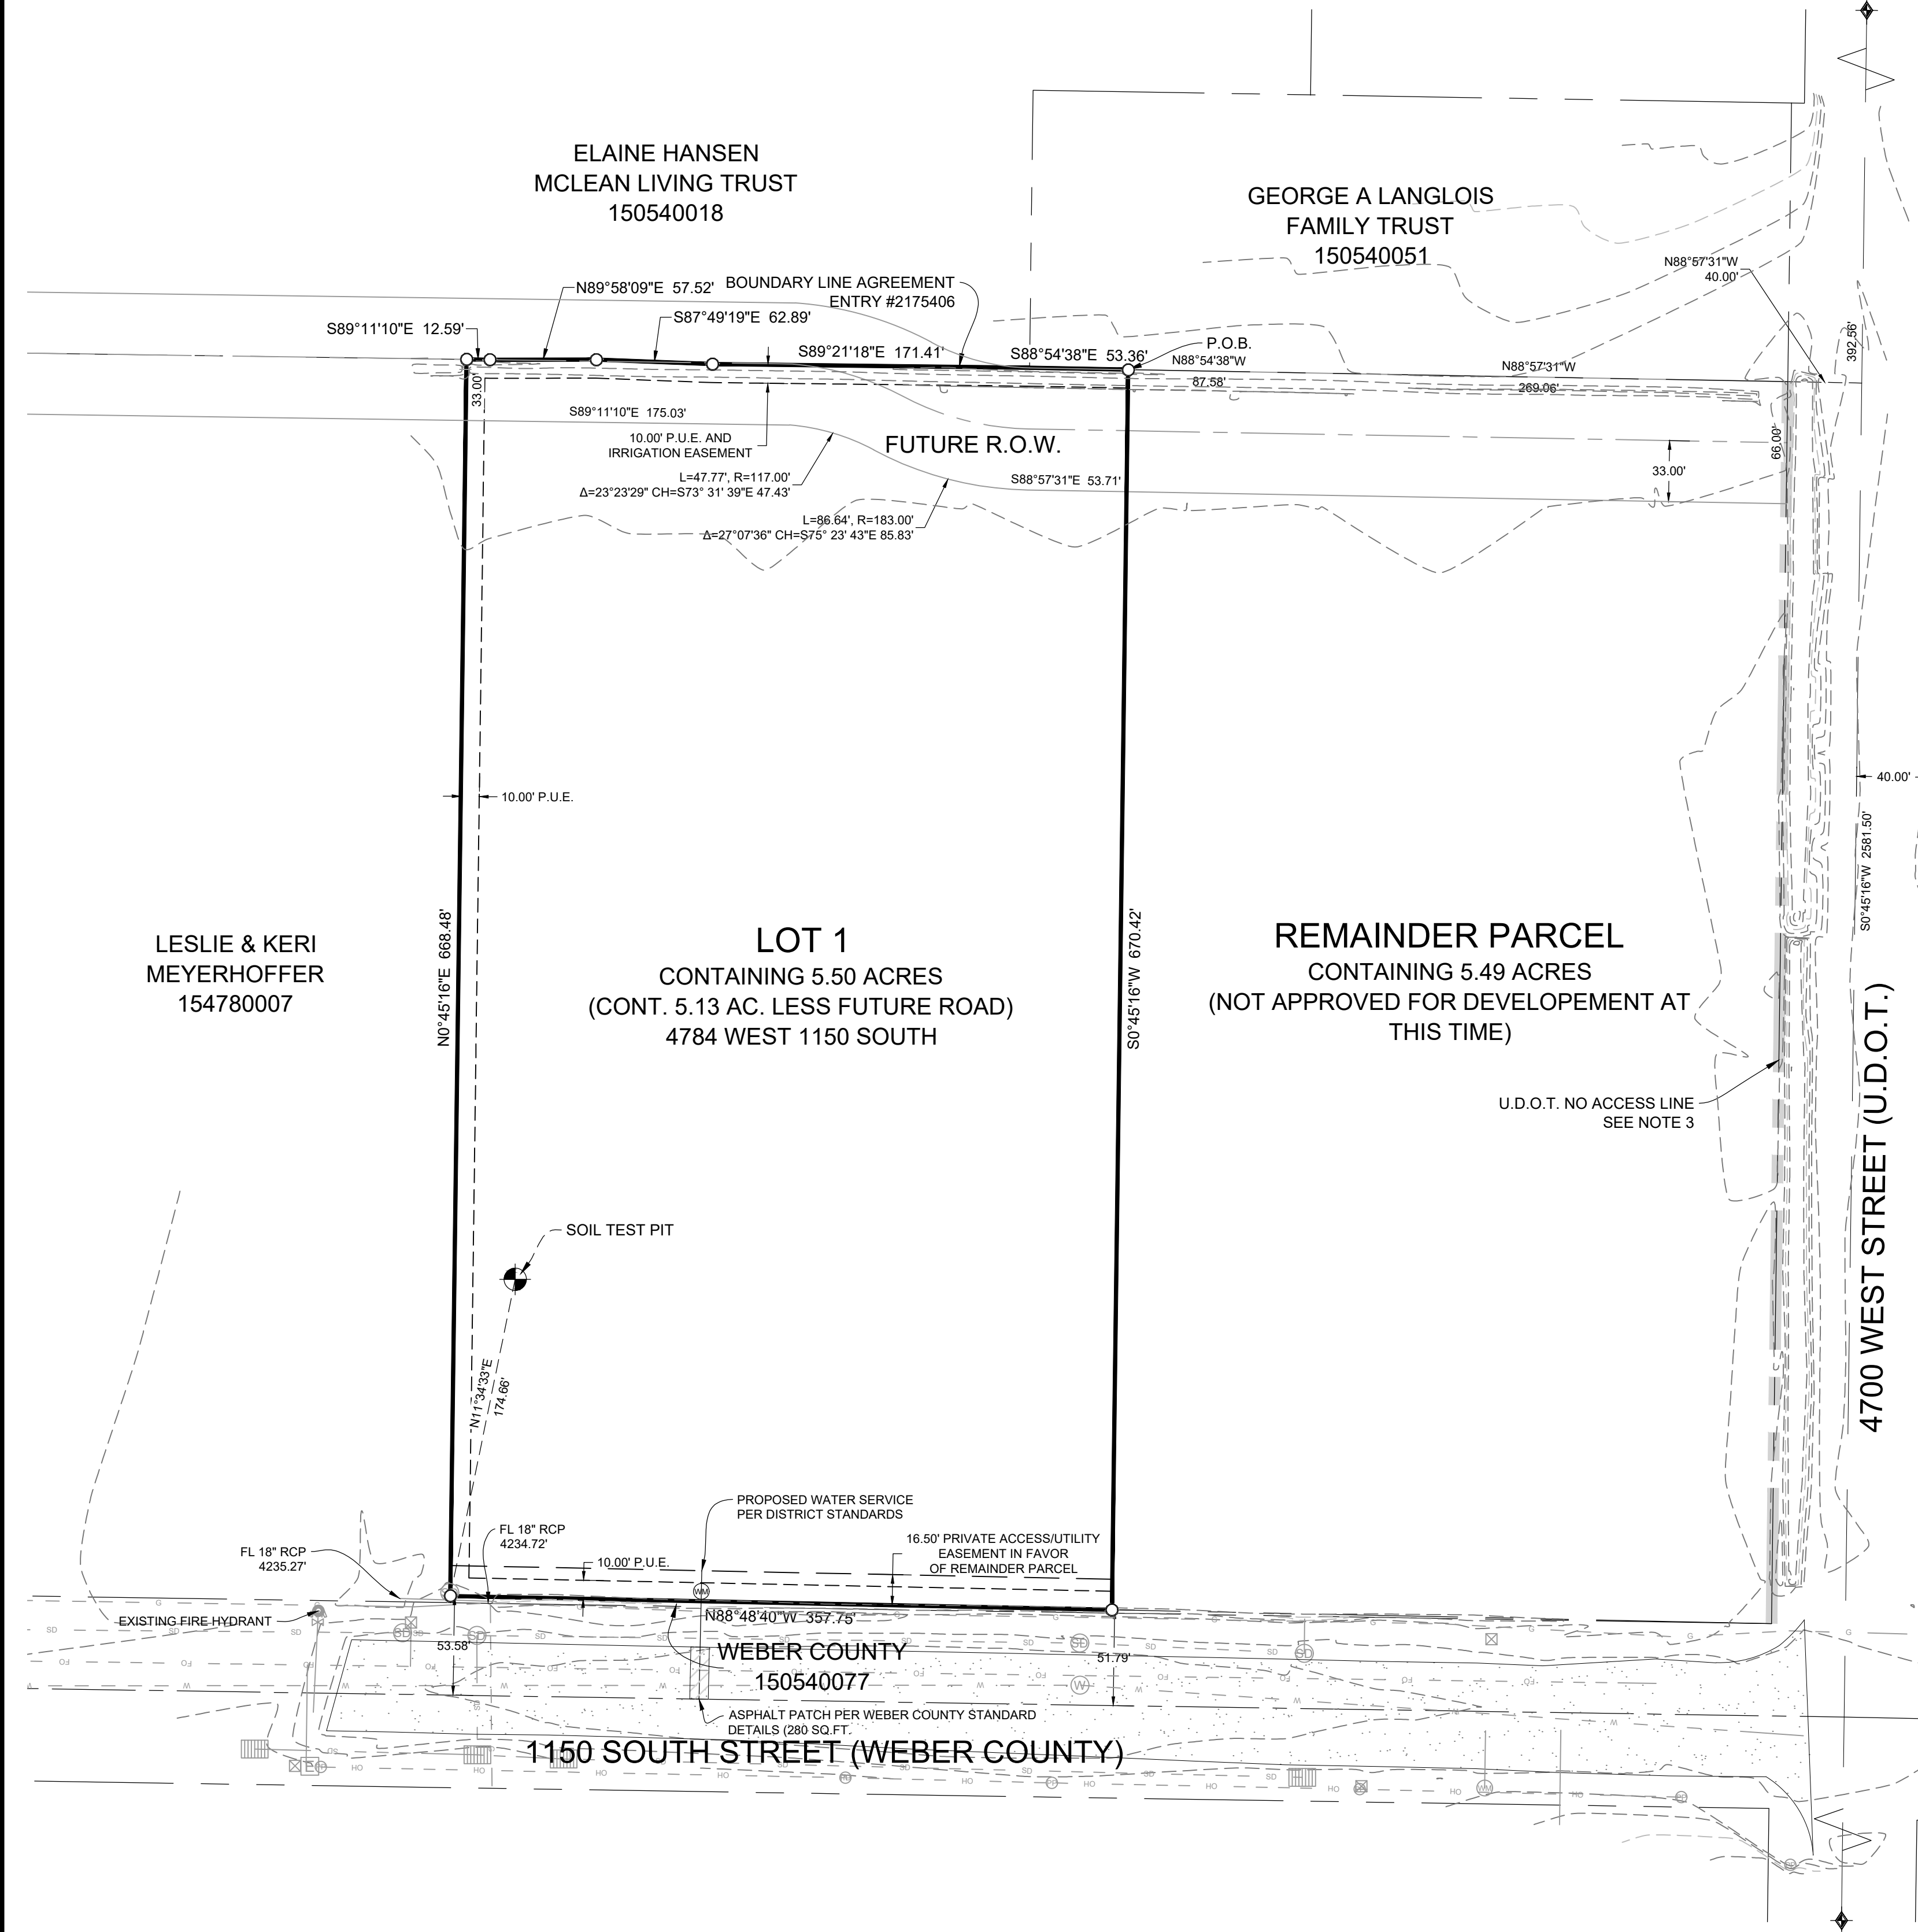 ELAINE HANSEN
MCLEAN LIVING TRUST
150540018
GEORGE A LANGLOIS
FAMILY TRUST
150540051
N88°57'31"W
40.00'
392.56'
N89°58'09"E 57.52'
BOUNDARY LINE AGREEMENT
ENTRY #2175406
S89°11'10"E 12.59'
S87°49'19"E 62.89'
S89°21'18"E 171.41'
S88°54'38"E 53.36'
P.O.B.
N88°54'38"W
87.58'
N88°57'31"W
269.06'
33.00'
S89°11'10"E 175.03'
10.00' P.U.E. AND
IRRIGATION EASEMENT
FUTURE R.O.W.
66.00'
33.00'
L=47.77', R=117.00'
Δ=23°23'29" CH=S73° 31' 39"E 47.43'
S88°57'31"E 53.71'
L=86.64', R=183.00'
Δ=27°07'36" CH=S75° 23' 43"E 85.83'
10.00' P.U.E.
40.00'
S0°45'16"W 2581.50'
N0°45'16"E 668.48'
S0°45'16"W 670.42'
LESLIE & KERI
MEYERHOFFER
154780007
LOT 1
CONTAINING 5.50 ACRES
(CONT. 5.13 AC. LESS FUTURE ROAD)
4784 WEST 1150 SOUTH
REMAINDER PARCEL
CONTAINING 5.49 ACRES
(NOT APPROVED FOR DEVELOPEMENT AT
THIS TIME)
U.D.O.T. NO ACCESS LINE
SEE NOTE 3
4700 WEST STREET (U.D.O.T.)
SOIL TEST PIT
N11°34'33"E
174.66'
PROPOSED WATER SERVICE
PER DISTRICT STANDARDS
FL 18" RCP
4234.72'
FL 18" RCP
4235.27'
10.00' P.U.E.
16.50' PRIVATE ACCESS/UTILITY
EASEMENT IN FAVOR
OF REMAINDER PARCEL
WM
EXISTING FIRE HYDRANT
N88°48'40"W 357.75'
53.58'
51.79'
WEBER COUNTY
150540077
ASPHALT PATCH PER WEBER COUNTY STANDARD
DETAILS (280 SQ.FT.
1150 SOUTH STREET (WEBER COUNTY)